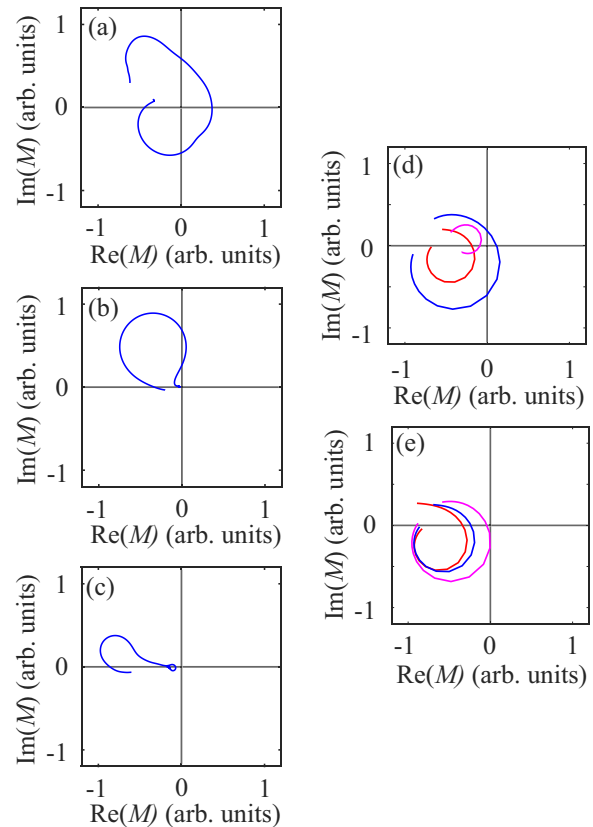 (a)
1
0
-1
Im(M) (arb. units)
-1 0 1
Re(M) (arb. units)
(b)
1
0
-1
Im(M) (arb. units)
-1 0 1
Re(M) (arb. units)
(c)
1
0
-1
Im(M) (arb. units)
-1 0 1
Re(M) (arb. units)
(d)
1
0
-1
Im(M) (arb. units)
-1 0 1
Re(M) (arb. units)
(e)
1
0
-1
Im(M) (arb. units)
-1 0 1
Re(M) (arb. units)